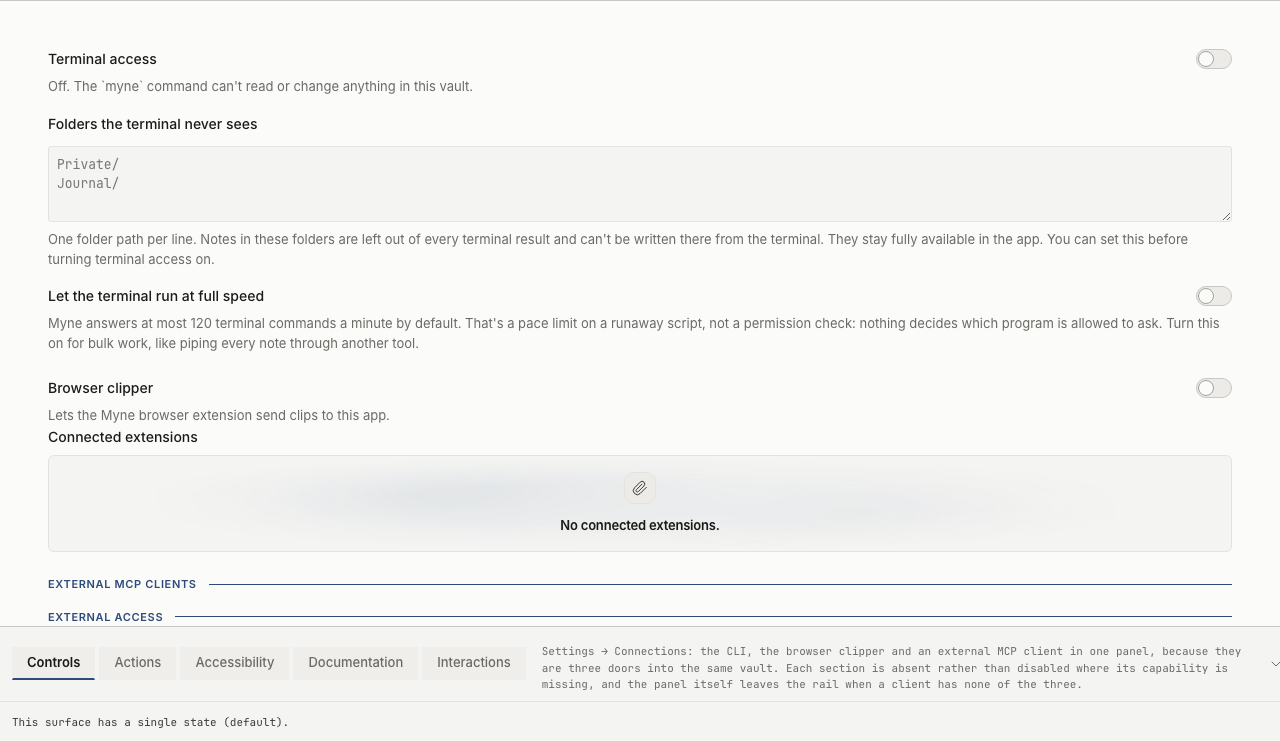 Terminal access
Off. The `myne` command can't read or change anything in this vault.
Folders the terminal never sees
Private/
Journal/
One folder path per line. Notes in these folders are left out of every terminal result and can't be written there from the terminal. They stay fully available in the app. You can set this before
turning terminal access on.
Let the terminal run at full speed
Myne answers at most 120 terminal commands a minute by default. That's a pace limit on a runaway script, not a permission check: nothing decides which program is allowed to ask. Turn this
on for bulk work, like piping every note through another tool.
Browser clipper
Lets the Myne browser extension send clips to this app.
Connected extensions
No connected extensions.
EXTERNAL MCP CLIENTS
EXTERNAL ACCESS
Controls Actions Accessibility Documentation Interactions
Settings → Connections: the CLI, the browser clipper and an external MCP client in one panel, because they
are three doors into the same vault. Each section is absent rather than disabled where its capability is
missing, and the panel itself leaves the rail when a client has none of the three.
This surface has a single state (default).